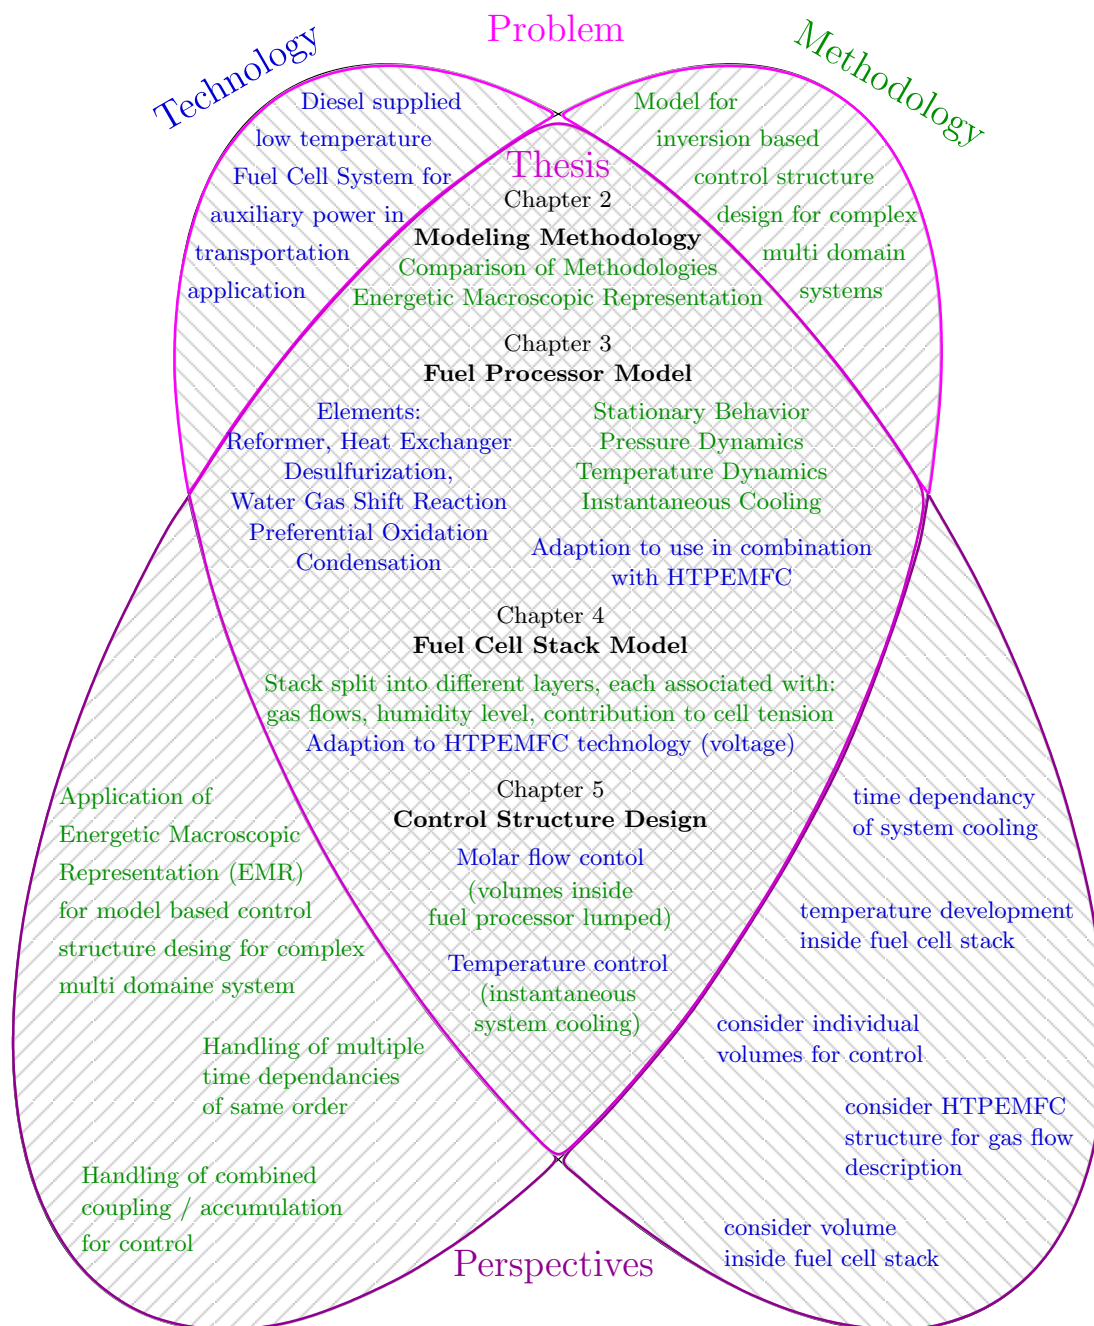 Problem
Technology
Methodology
Diesel supplied
low temperature
Fuel Cell System for
auxiliary power in
transportation
application
Model for
inversion based
control structure
design for complex
multi domain
systems
Thesis
Chapter 2
Modeling Methodology
Comparison of Methodologies
Energetic Macroscopic Representation
Chapter 3
Fuel Processor Model
Elements:
Reformer, Heat Exchanger
Desulfurization,
Water Gas Shift Reaction
Preferential Oxidation
Condensation
Stationary Behavior
Pressure Dynamics
Temperature Dynamics
Instantaneous Cooling
Adaption to use in combination
with HTPEMFC
Chapter 4
Fuel Cell Stack Model
Stack split into different layers, each associated with:
gas flows, humidity level, contribution to cell tension
Adaption to HTPEMFC technology (voltage)
Chapter 5
Control Structure Design
Molar flow contol
(volumes inside
fuel processor lumped)
Temperature control
(instantaneous
system cooling)
Application of
Energetic Macroscopic
Representation (EMR)
for model based control
structure desing for complex
multi domaine system
Handling of multiple
time dependancies
of same order
Handling of combined
coupling / accumulation
for control
time dependancy
of system cooling
temperature development
inside fuel cell stack
consider individual
volumes for control
consider HTPEMFC
structure for gas flow
description
consider volume
inside fuel cell stack
Perspectives